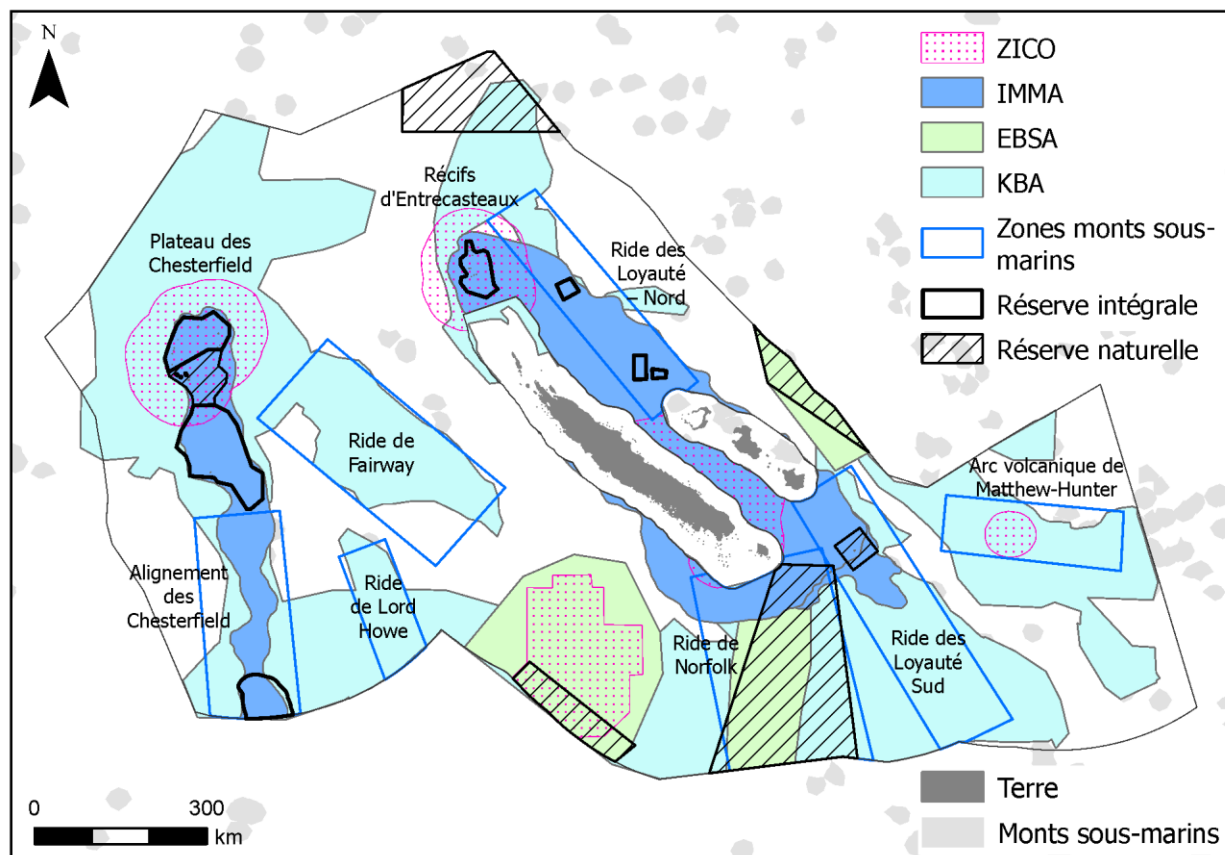 N
ZICO
IMMA
EBSA
KBA
Zones monts sous-
marins
Réserve intégrale
Réserve naturelle
Récifs
d'Entrecasteaux
Plateau des
Chesterfield
Ride des
Loyauté
– Nord
Ride de
Fairway
Arc volcanique de
Matthew-Hunter
Alignement
des
Chesterfield
Ride
de Lord
Howe
Ride de
Norfolk
Ride des
Loyauté
Sud
0 300
km
Terre
Monts sous-marins